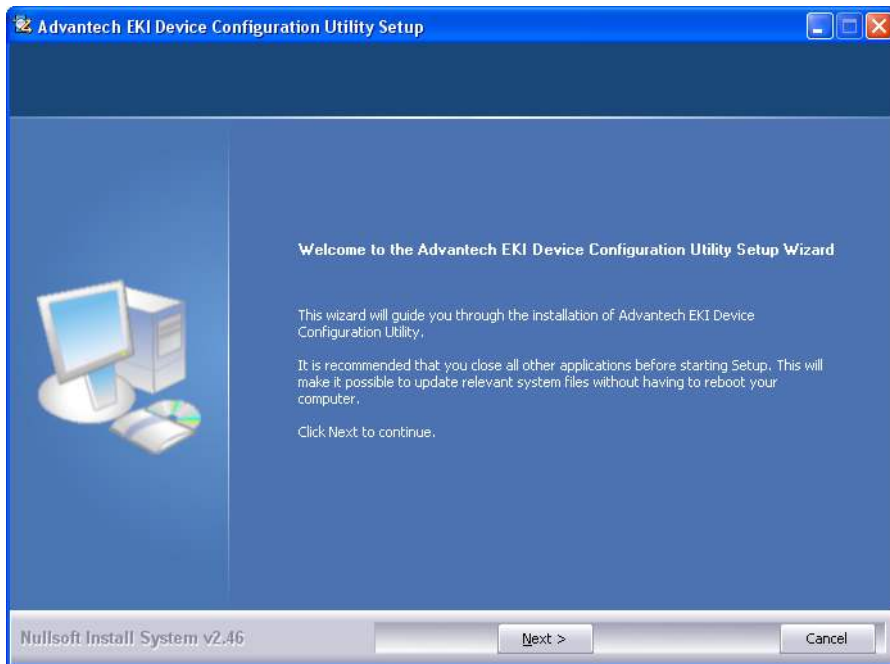 Advantech EKI Device Configuration Utility Setup
Welcome to the Advantech EKI Device Configuration Utility Setup Wizard
This wizard will guide you through the installation of Advantech EKI Device
Configuration Utility.
It is recommended that you close all other applications before starting Setup. This will
make it possible to update relevant system files without having to reboot your
computer.
Click Next to continue.
Nullsoft Install System v2.46
Next >
Cancel